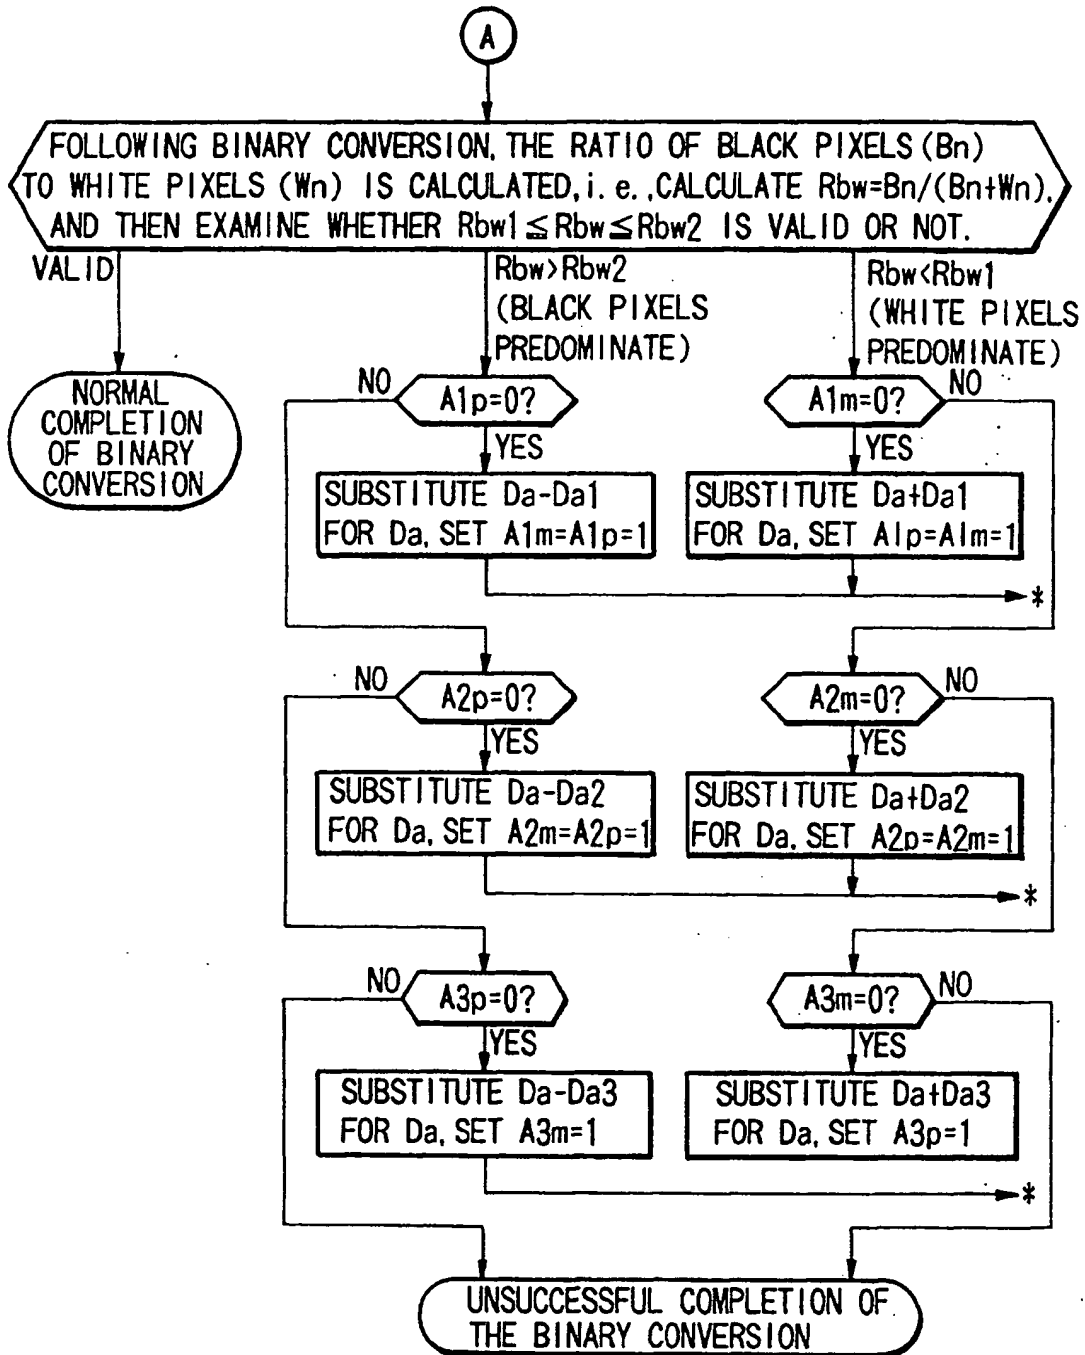 A
FOLLOWING BINARY CONVERSION, THE RATIO OF BLACK PIXELS (Bn)
TO WHITE PIXELS (Wn) IS CALCULATED, i.e., CALCULATE Rbw=Bn/(Bn+Wn),
AND THEN EXAMINE WHETHER Rbw1≦Rbw≦Rbw2 IS VALID OR NOT.
VALID
Rbw>Rbw2
(BLACK PIXELS
PREDOMINATE)
Rbw<Rbw1
(WHITE PIXELS
PREDOMINATE)
NORMAL
COMPLETION
OF BINARY
CONVERSION
NO
A1p=0?
YES
A1m=0?
NO
YES
SUBSTITUTE Da-Da1
FOR Da, SET A1m=A1p=1
SUBSTITUTE Da+Da1
FOR Da, SET A1p=A1m=1
*
NO
A2p=0?
YES
A2m=0?
NO
YES
SUBSTITUTE Da-Da2
FOR Da, SET A2m=A2p=1
SUBSTITUTE Da+Da2
FOR Da, SET A2p=A2m=1
*
NO
A3p=0?
YES
A3m=0?
NO
YES
SUBSTITUTE Da-Da3
FOR Da, SET A3m=1
SUBSTITUTE Da+Da3
FOR Da, SET A3p=1
*
UNSUCCESSFUL COMPLETION OF
THE BINARY CONVERSION